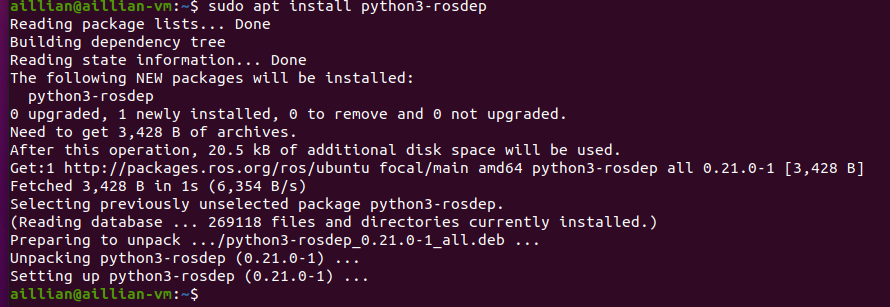 aillian@aillian-vm:~$ sudo apt install python3-rosdep
Reading package lists... Done
Building dependency tree
Reading state information... Done
The following NEW packages will be installed:
  python3-rosdep
0 upgraded, 1 newly installed, 0 to remove and 0 not upgraded.
Need to get 3,428 B of archives.
After this operation, 20.5 kB of additional disk space will be used.
Get:1 http://packages.ros.org/ros/ubuntu focal/main amd64 python3-rosdep all 0.21.0-1 [3,428 B]
Fetched 3,428 B in 1s (6,354 B/s)
Selecting previously unselected package python3-rosdep.
(Reading database ... 269118 files and directories currently installed.)
Preparing to unpack .../python3-rosdep_0.21.0-1_all.deb ...
Unpacking python3-rosdep (0.21.0-1) ...
Setting up python3-rosdep (0.21.0-1) ...
aillian@aillian-vm:~$